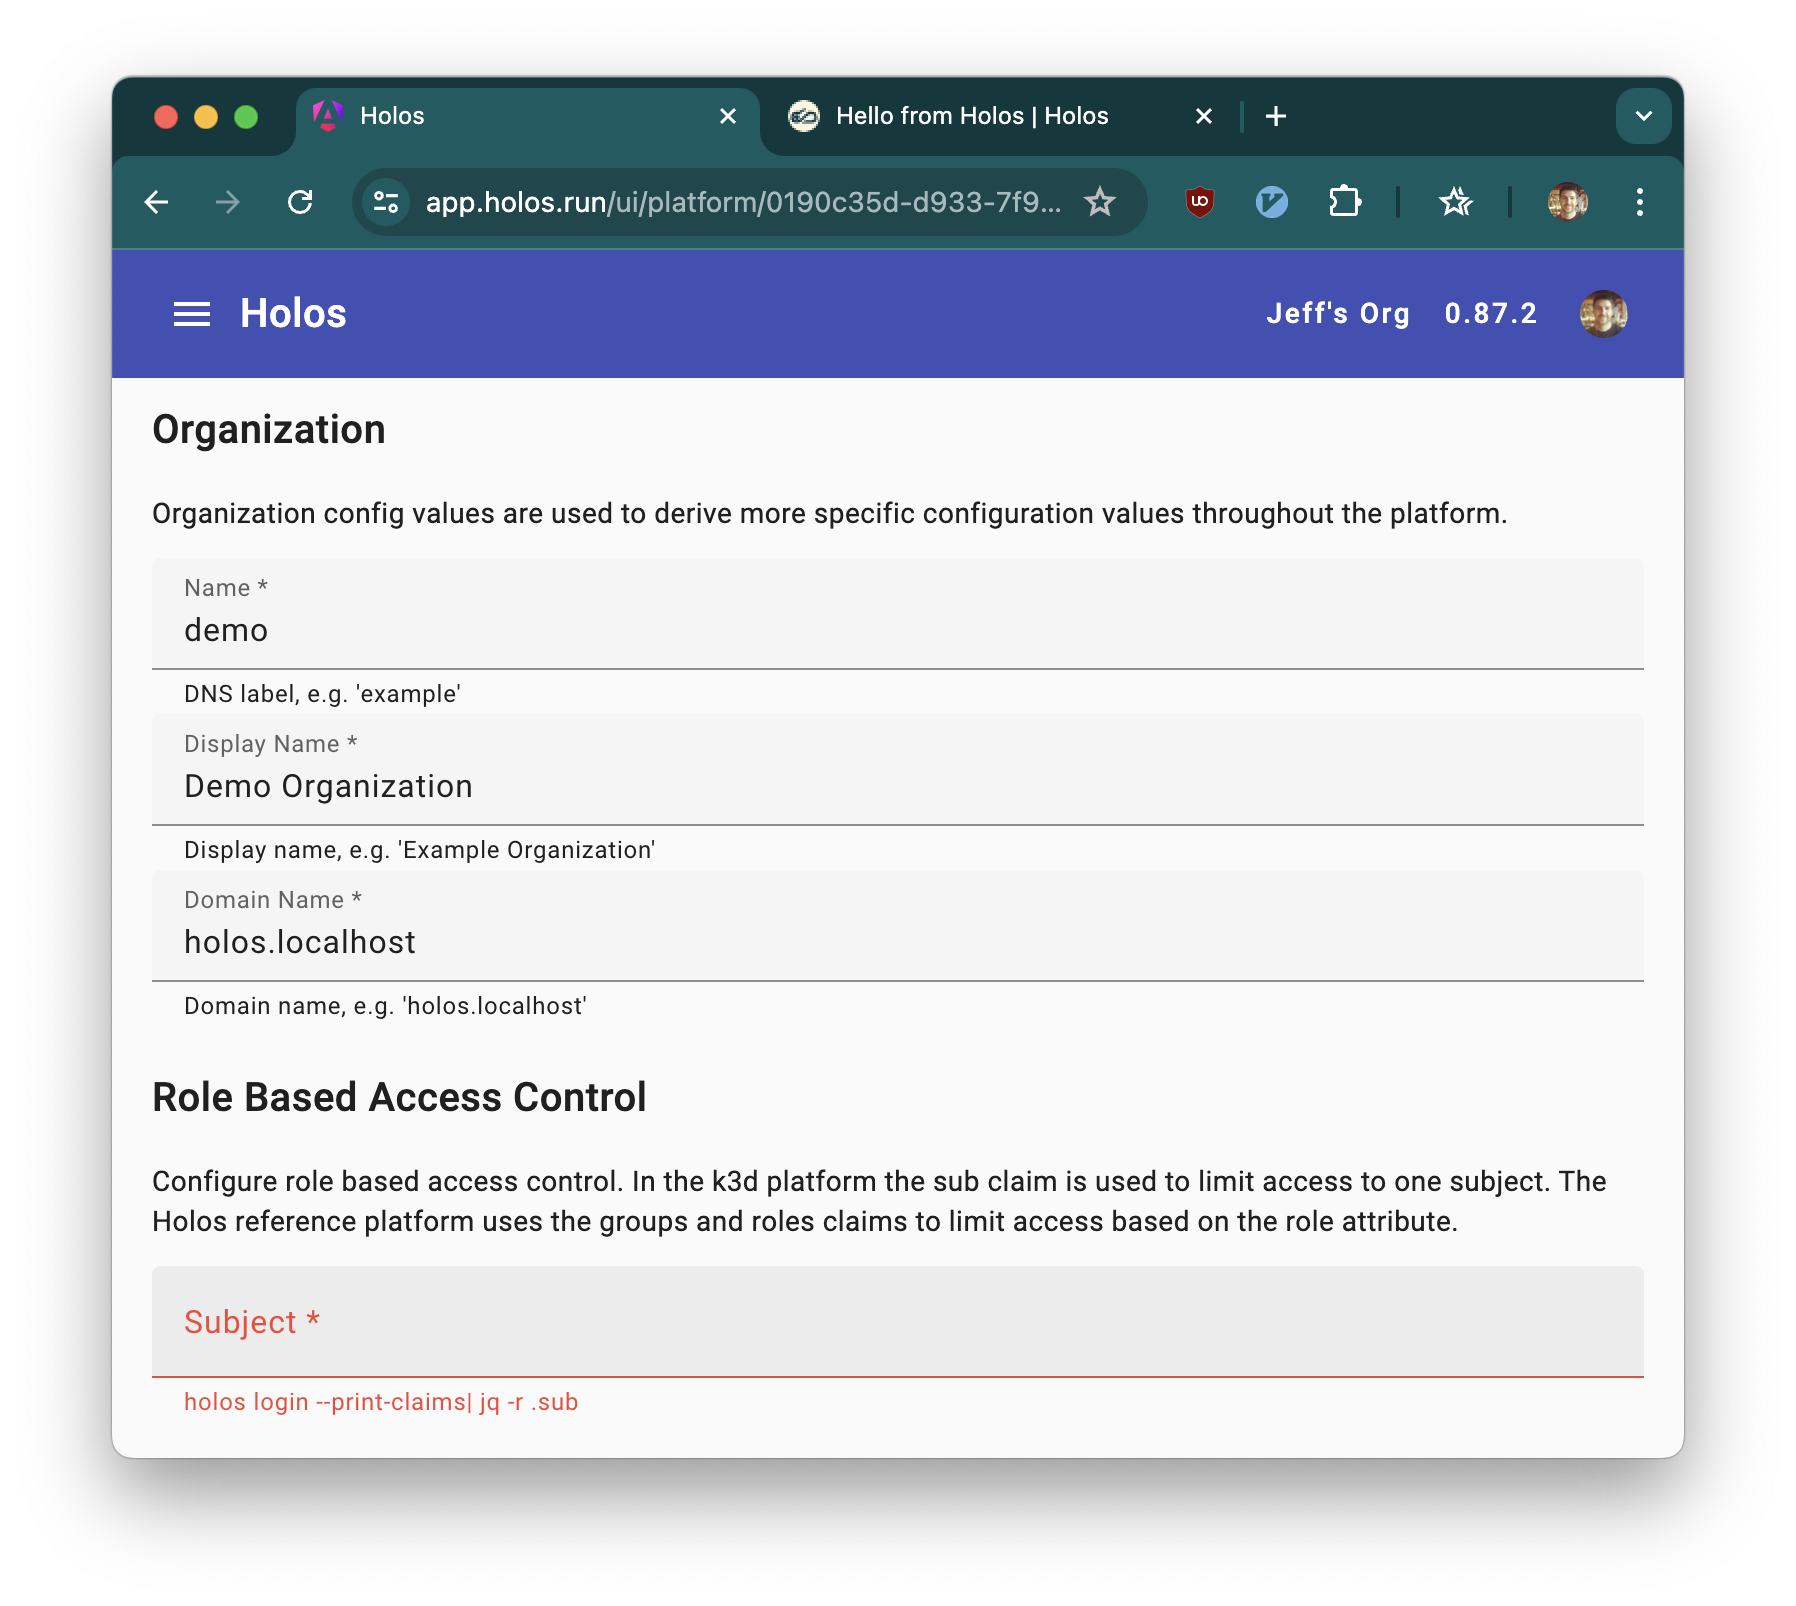 Holos
Hello from Holos | Holos
app.holos.run/ui/platform/0190c35d-d933-7f9...
Holos
Jeff's Org
0.87.2
Organization
Organization config values are used to derive more specific configuration values throughout the platform.
Name *
demo
DNS label, e.g. 'example'
Display Name *
Demo Organization
Display name, e.g. 'Example Organization'
Domain Name *
holos.localhost
Domain name, e.g. 'holos.localhost'
Role Based Access Control
Configure role based access control. In the k3d platform the sub claim is used to limit access to one subject. The
Holos reference platform uses the groups and roles claims to limit access based on the role attribute.
Subject *
holos login --print-claims| jq -r .sub